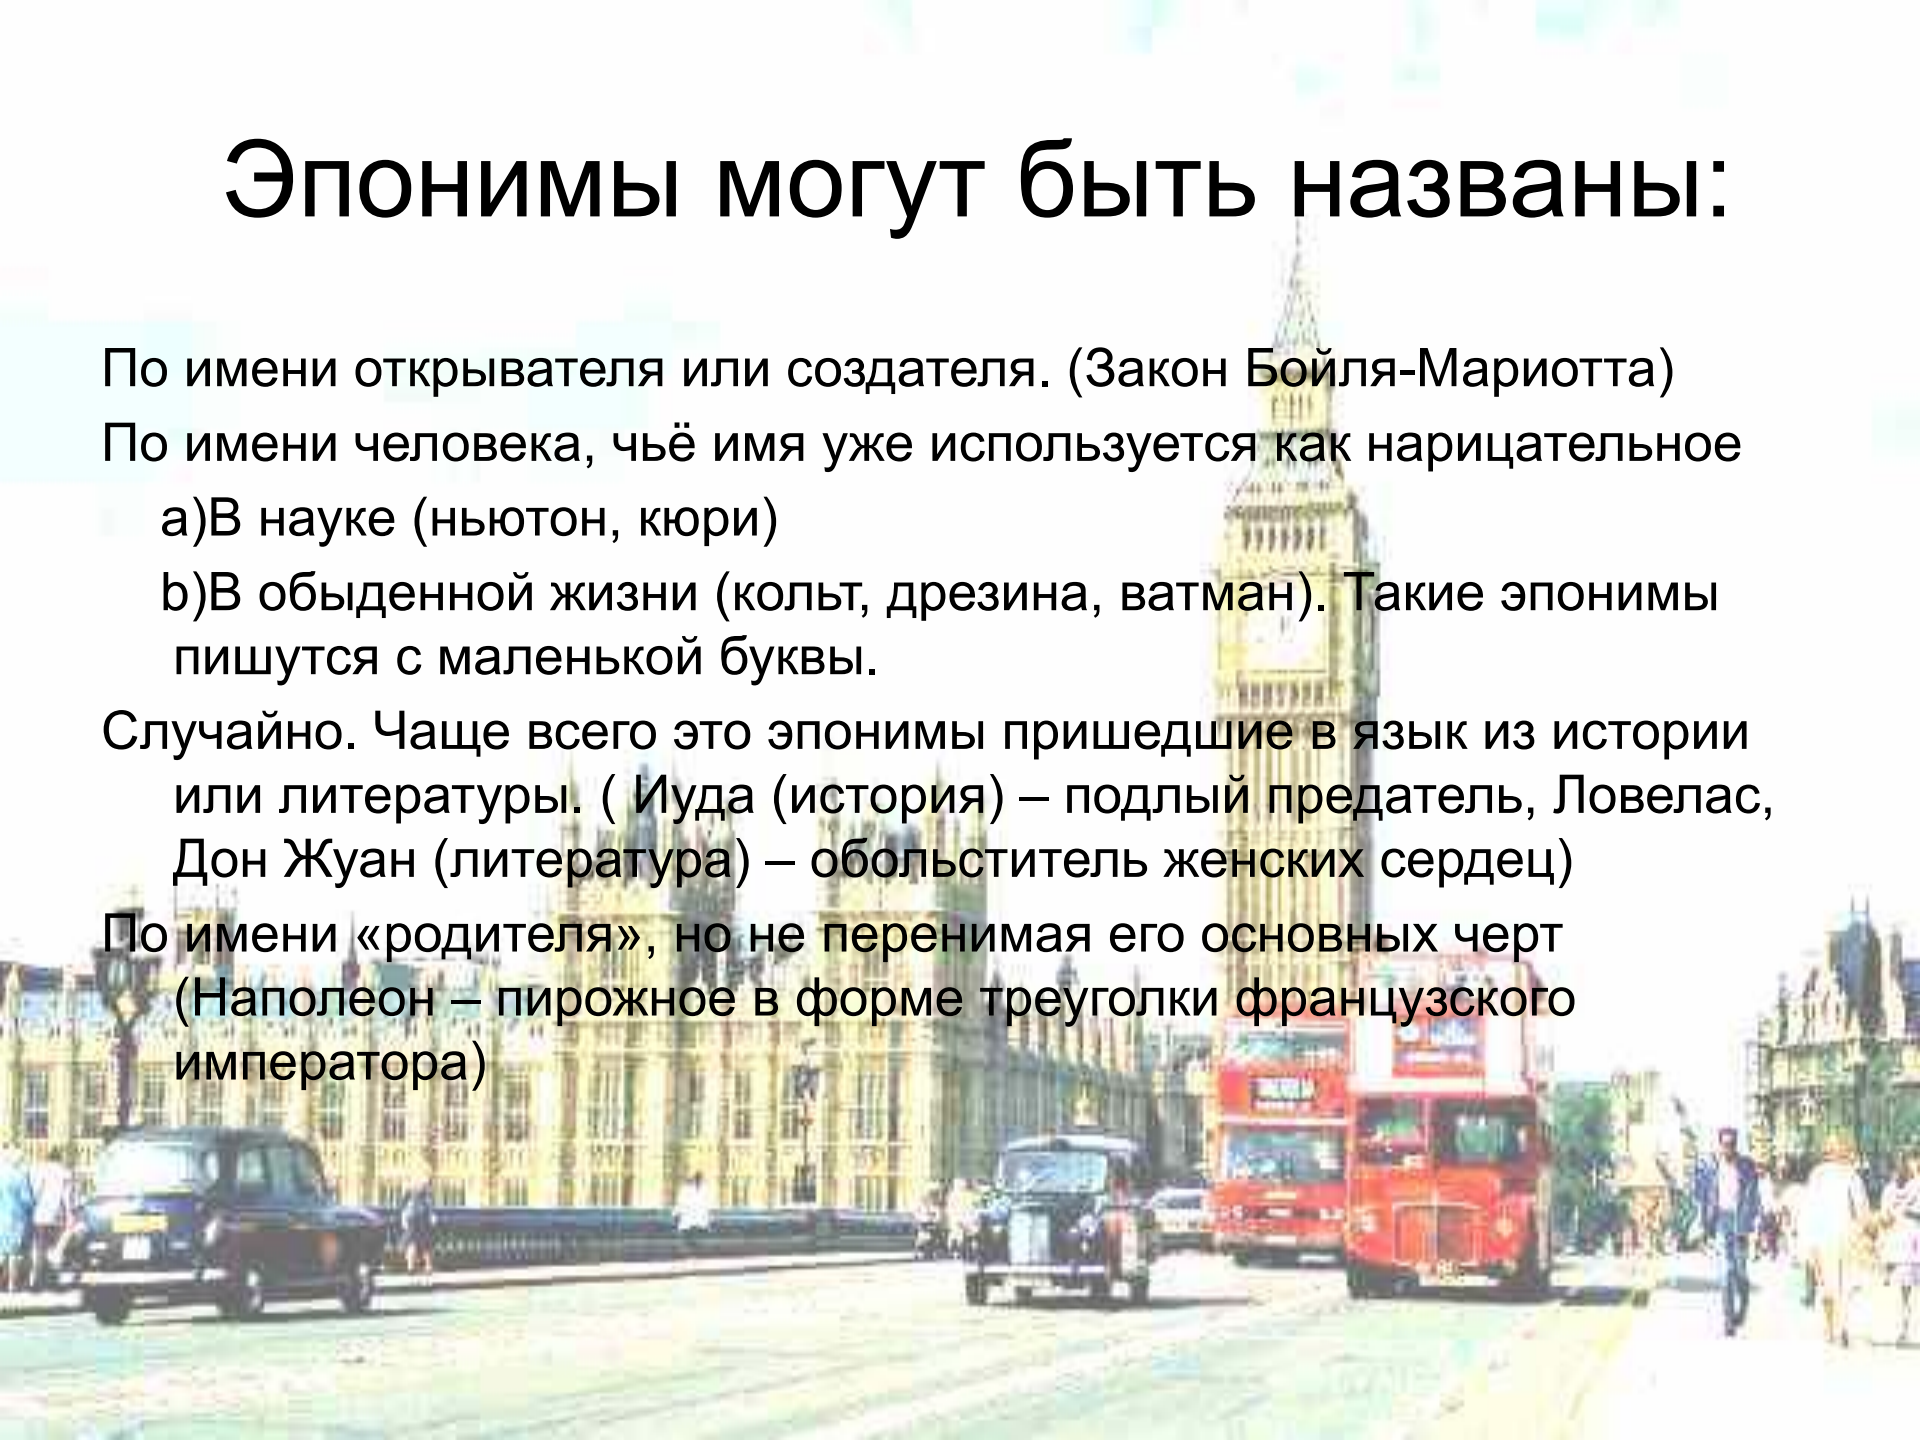 Эпонимы могут быть названы:
По имени открывателя или создателя. (Закон Бойля-Мариотта)
По имени человека, чьё имя уже используется как нарицательное
a)В науке (ньютон, кюри)
b)В обыденной жизни (кольт, дрезина, ватман). Такие эпонимы
пишутся с маленькой буквы.
Случайно. Чаще всего это эпонимы пришедшие в язык из истории
или литературы. ( Иуда (история) – подлый предатель, Ловелас,
Дон Жуан (литература) – обольститель женских сердец)
По имени «родителя», но не перенимая его основных черт
(Наполеон – пирожное в форме треуголки французского
императора)